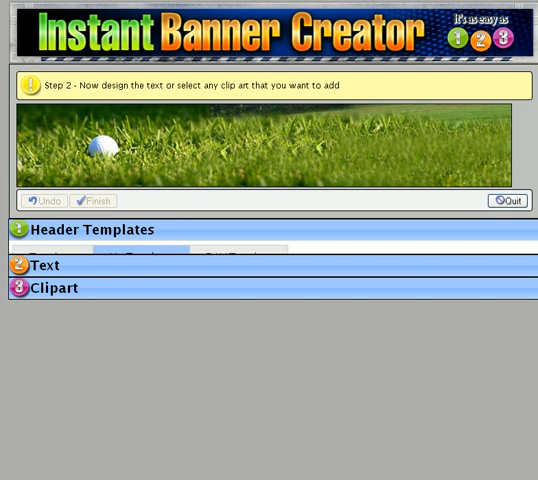 Instant Banner Creator
It's as easy as
1 2 3
! Step 2 - Now design the text or select any clip art that you want to add
Undo Finish Quit
1 Header Templates
2 Text
3 Clipart